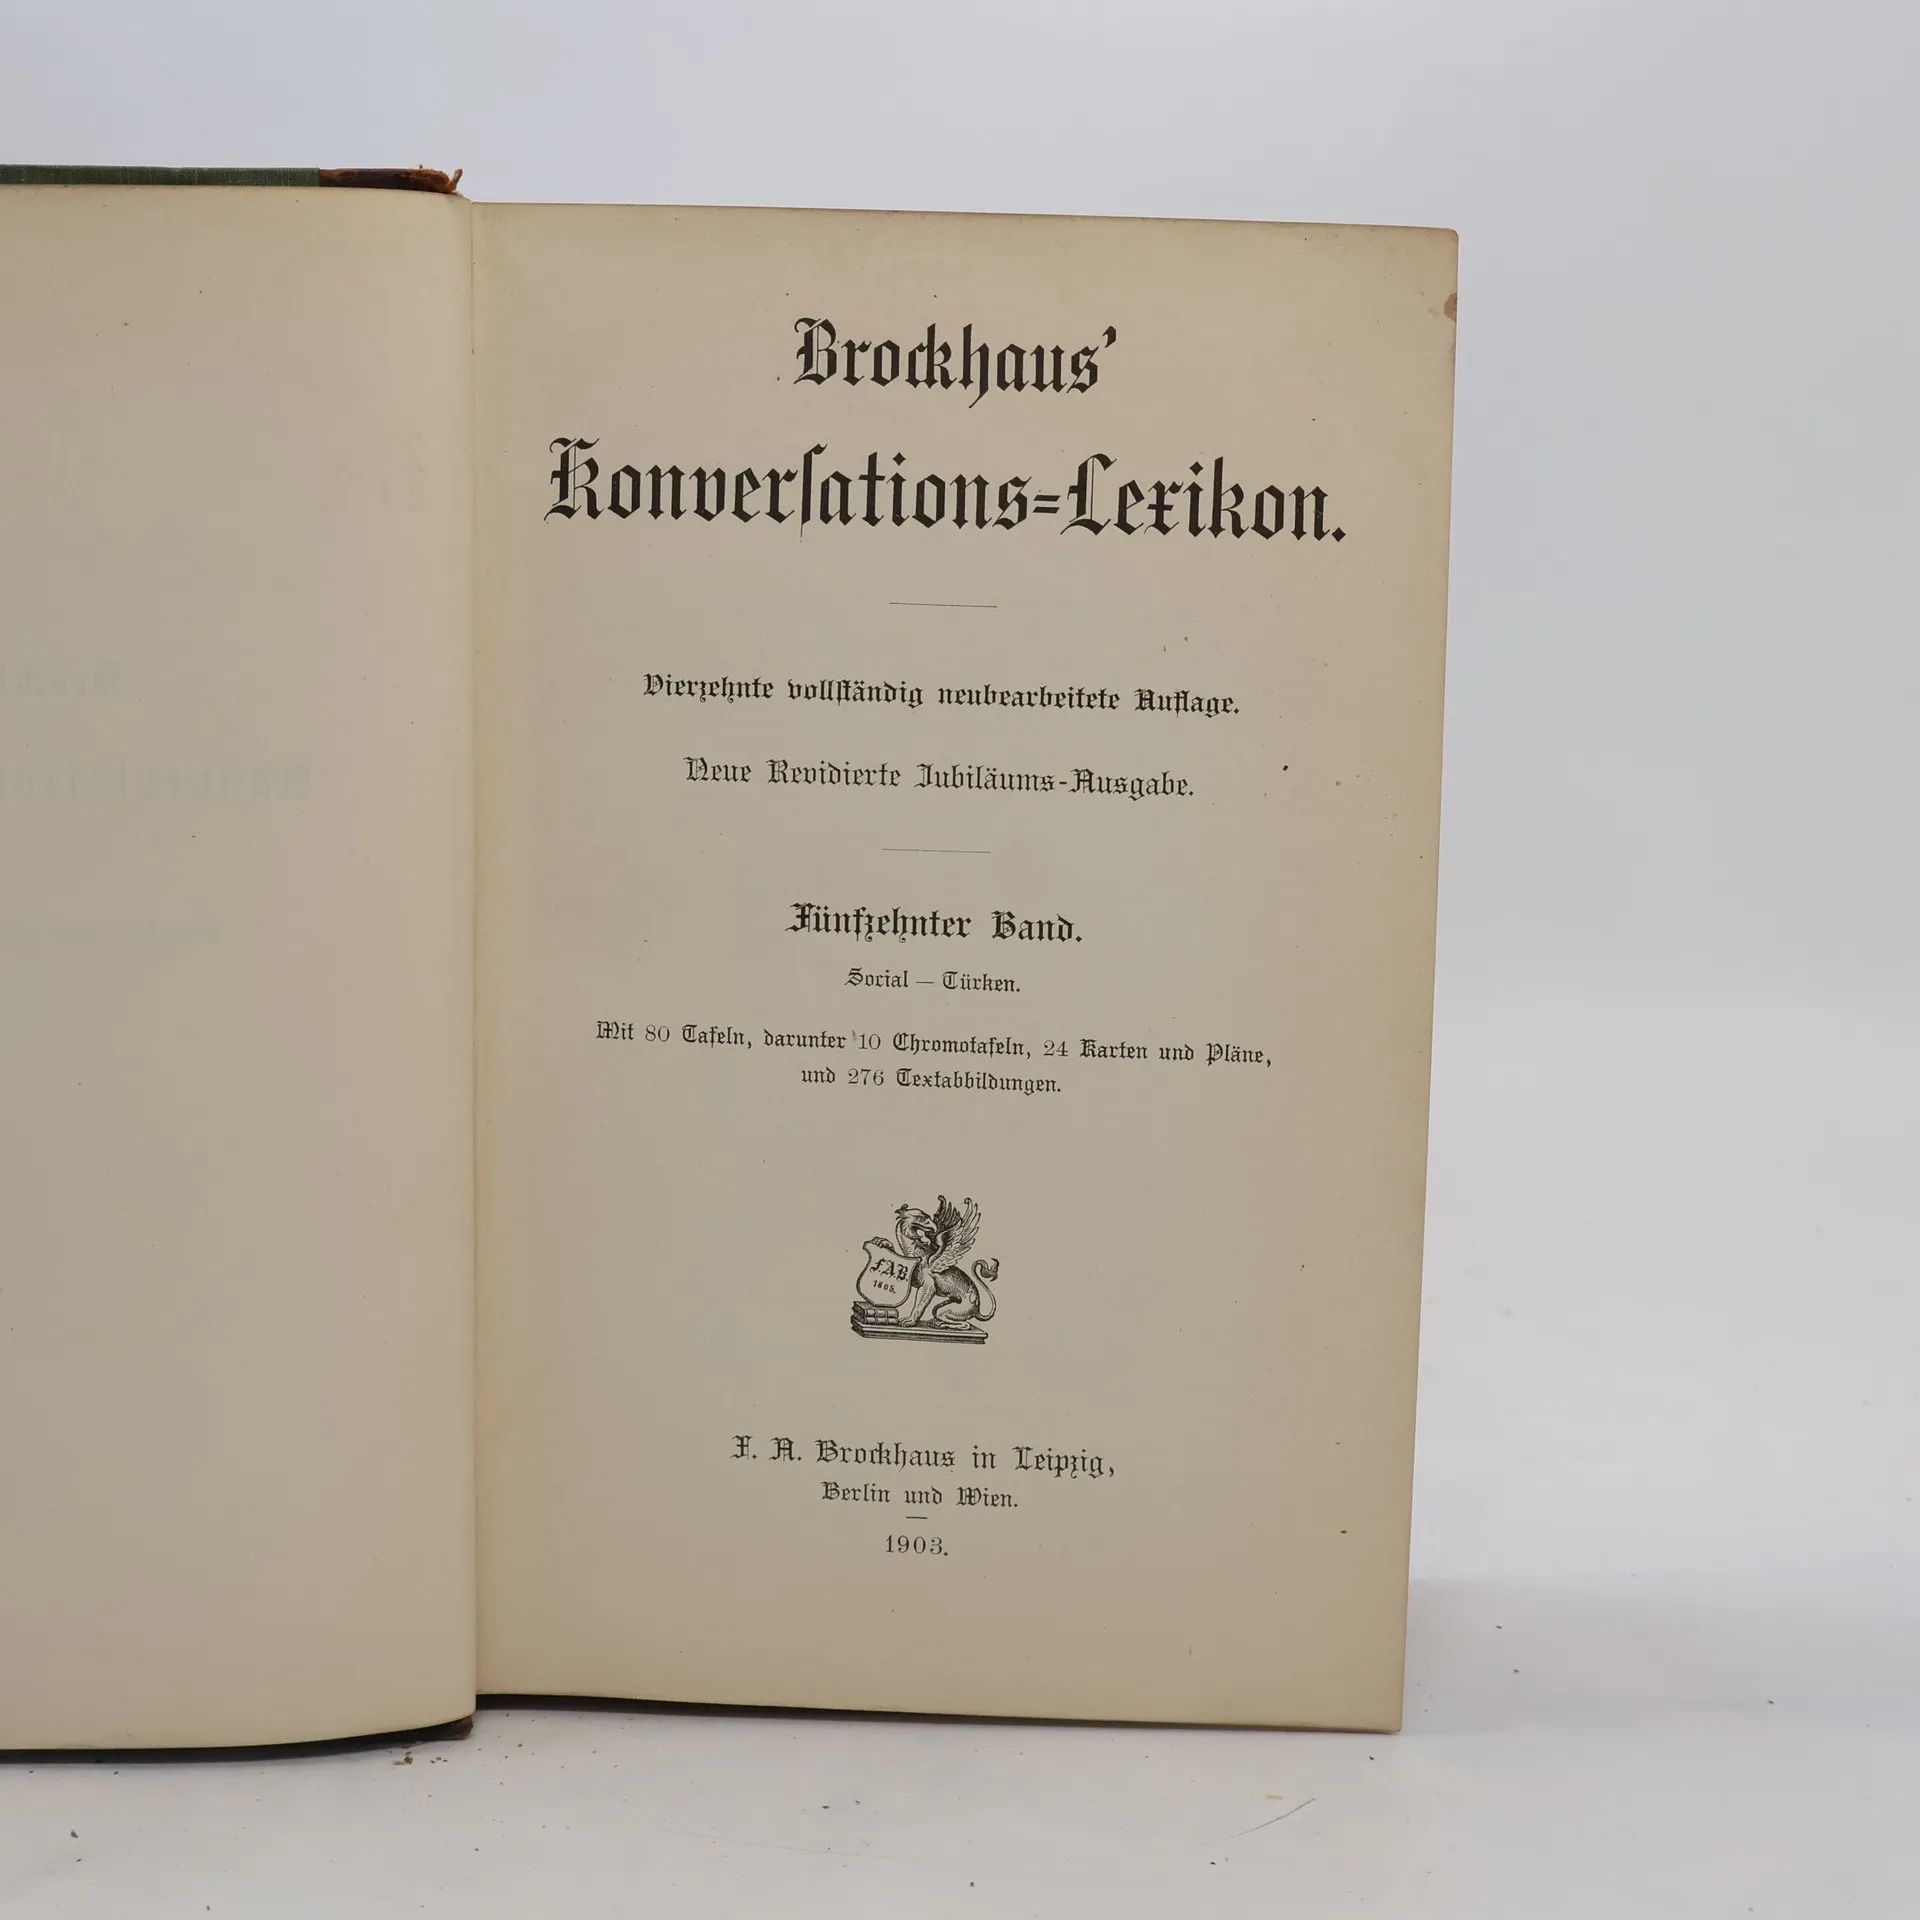 Brockhaus'
Konverſations=Lexikon.
Vierzehnte vollſtändig neubearbeitete Auflage.
Neue Revidierte Jubiläums-Ausgabe.
Fünfzehnter Band.
Social — Türken.
Mit 80 Tafeln, darunter 10 Chromotafeln, 24 Karten und Pläne,
und 276 Textabbildungen.
F.A.B.
1805.
F. A. Brockhaus in Leipzig,
Berlin und Wien.
1903.